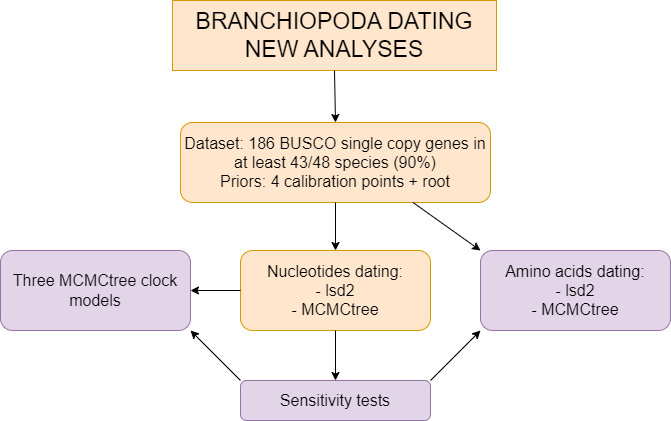 BRANCHIOPODA DATING
NEW ANALYSES
Dataset: 186 BUSCO single copy genes in
at least 43/48 species (90%)
Priors: 4 calibration points + root
Three MCMCtree clock
models
Nucleotides dating:
- lsd2
- MCMCtree
Amino acids dating:
- lsd2
- MCMCtree
Sensitivity tests